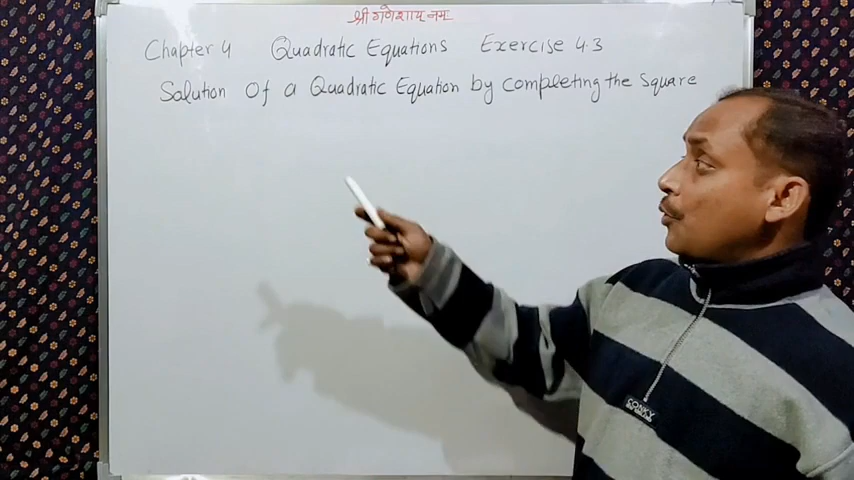 श्री गणेशाय नमः
Chapter 4 Quadratic Equations Exercise 4.3
Solution Of a Quadratic Equation by Completing the Square